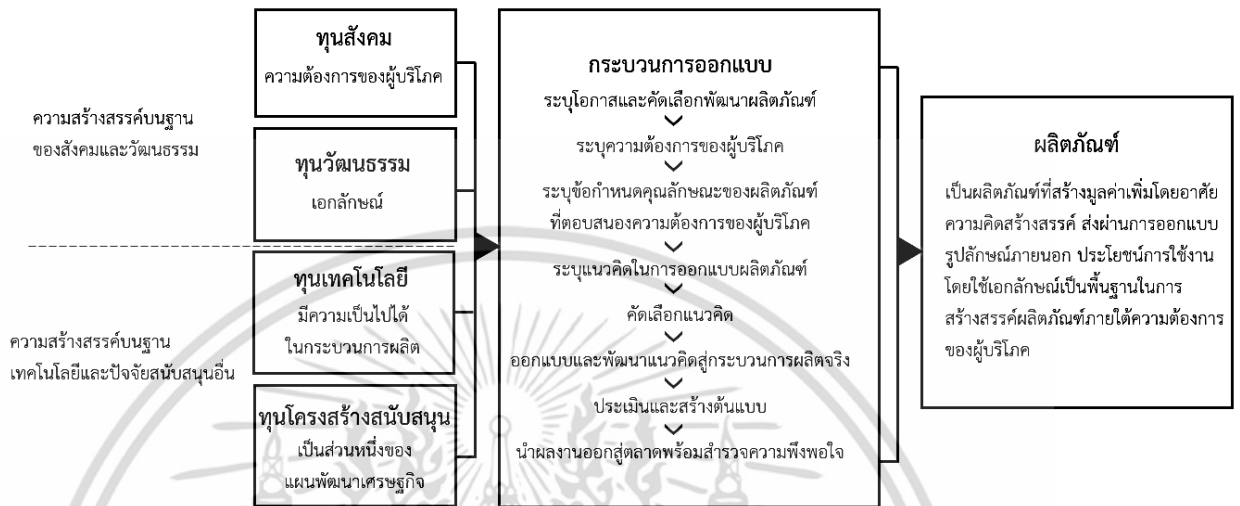 ความสร้างสรรค์บนฐาน
ของสังคมและวัฒนธรรม
ความสร้างสรรค์บนฐาน
เทคโนโลยีและปัจจัยสนับสนุนอื่น
ทุนสังคม
ความต้องการของผู้บริโภค
ทุนวัฒนธรรม
เอกลักษณ์
ทุนเทคโนโลยี
มีความเป็นไปได้
ในกระบวนการผลิต
ทุนโครงสร้างสนับสนุน
เป็นส่วนหนึ่งของ
แผนพัฒนาเศรษฐกิจ
กระบวนการออกแบบ
ระบุโอกาสและคัดเลือกพัฒนาผลิตภัณฑ์
ระบุความต้องการของผู้บริโภค
ระบุข้อกำหนดคุณลักษณะของผลิตภัณฑ์
ที่ตอบสนองความต้องการของผู้บริโภค
ระบุแนวคิดในการออกแบบผลิตภัณฑ์
คัดเลือกแนวคิด
ออกแบบและพัฒนาแนวคิดสู่กระบวนการผลิตจริง
ประเมินและสร้างต้นแบบ
นำผลงานออกสู่ตลาดพร้อมสำรวจความพึงพอใจ
ผลิตภัณฑ์
เป็นผลิตภัณฑ์ที่สร้างมูลค่าเพิ่มโดยอาศัย
ความคิดสร้างสรรค์ ส่งผ่านการออกแบบ
รูปลักษณ์ภายนอก ประโยชน์การใช้งาน
โดยใช้เอกลักษณ์เป็นพื้นฐานในการ
สร้างสรรค์ผลิตภัณฑ์ภายใต้ความต้องการ
ของผู้บริโภค